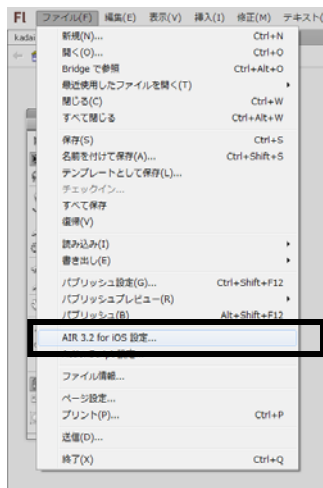 Fl ファイル(F) 編集(E) 表示(V) 挿入(I) 修正(M) テキスト(
kadai
新規(N)... Ctrl+N
開く(O)... Ctrl+O
Bridge で参照 Ctrl+Alt+O
最近使用したファイルを開く(T)
閉じる(C) Ctrl+W
すべて閉じる Ctrl+Alt+W
保存(S) Ctrl+S
名前を付けて保存(A)... Ctrl+Shift+S
テンプレートとして保存(L)...
チェックイン...
すべて保存
復帰(V)
読み込み(I)
書き出し(E)
パブリッシュ設定(G)... Ctrl+Shift+F12
パブリッシュプレビュー(R)
パブリッシュ(B) Alt+Shift+F12
AIR 3.2 for iOS 設定...
ファイル情報...
ページ設定...
プリント(P)... Ctrl+P
送信(D)...
終了(X) Ctrl+Q